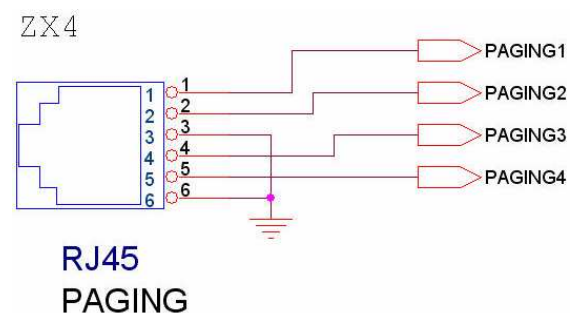 ZX4
1 1 PAGING1
2 2 PAGING2
3 3
4 4 PAGING3
5 5 PAGING4
6 6
RJ45
PAGING